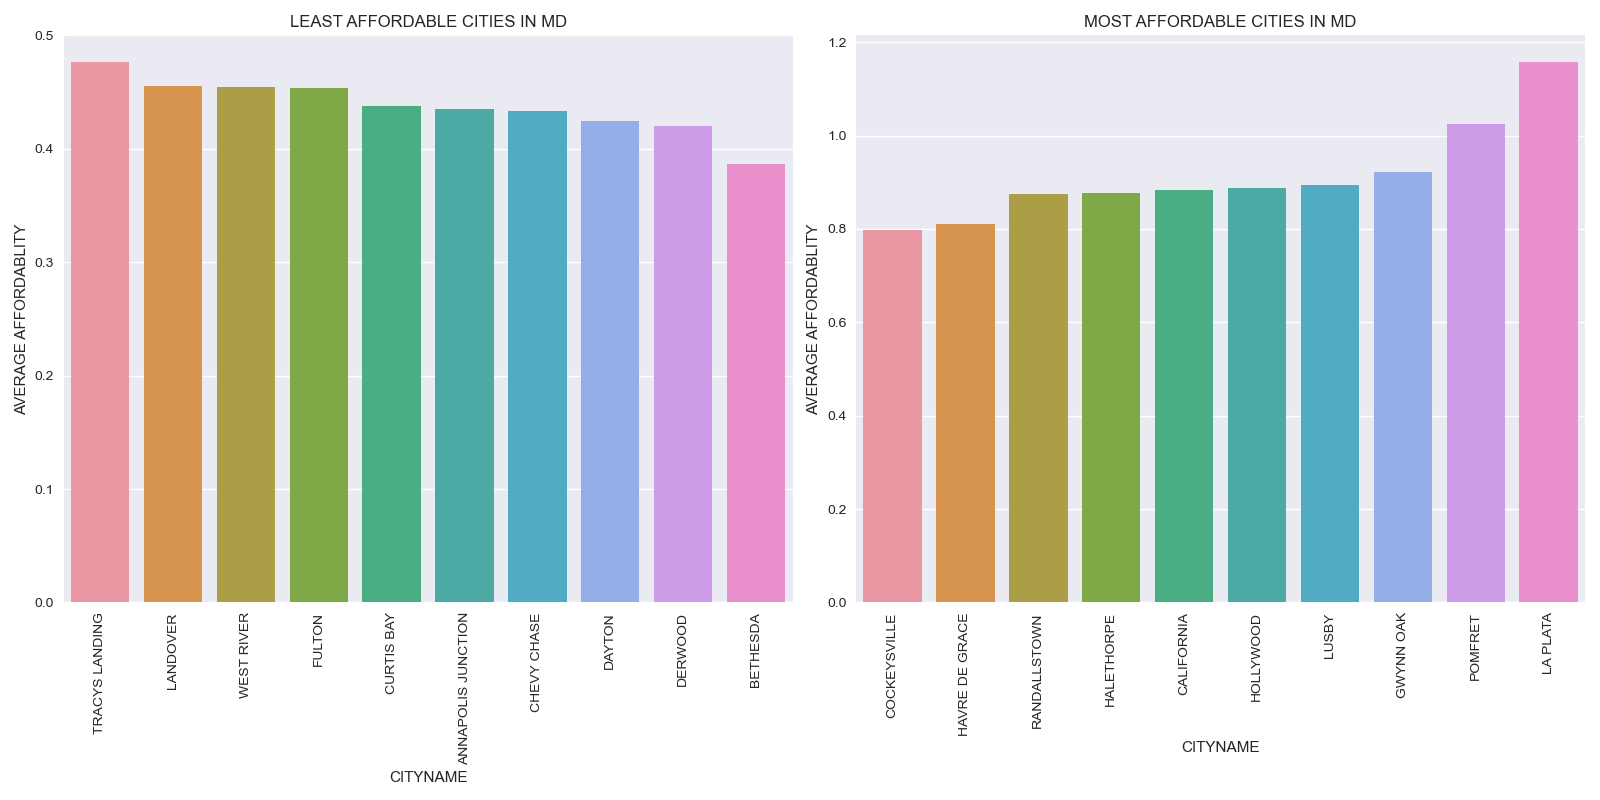 LEAST AFFORDABLE CITIES IN MD
AVERAGE AFFORDABLITY
0.5
0.4
0.3
0.2
0.1
0.0
TRACYS LANDING
LANDOVER
WEST RIVER
FULTON
CURTIS BAY
ANNAPOLIS JUNCTION
CHEVY CHASE
DAYTON
DERWOOD
BETHESDA
CITYNAME
MOST AFFORDABLE CITIES IN MD
AVERAGE AFFORDABLITY
1.2
1.0
0.8
0.6
0.4
0.2
0.0
COCKEYSVILLE
HAVRE DE GRACE
RANDALLSTOWN
HALETHORPE
CALIFORNIA
HOLLYWOOD
LUSBY
GWYNN OAK
POMFRET
LA PLATA
CITYNAME